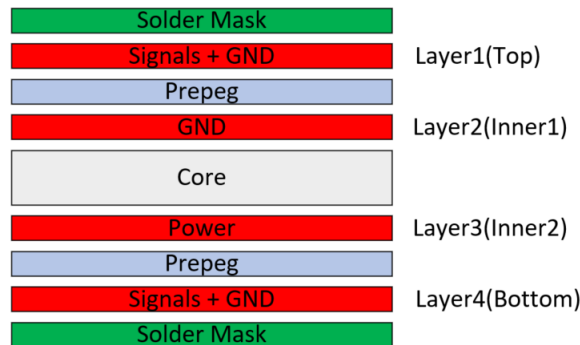 Solder Mask
Signals + GND Layer1(Top)
Prepeg
GND Layer2(Inner1)
Core
Power Layer3(Inner2)
Prepeg
Signals + GND Layer4(Bottom)
Solder Mask